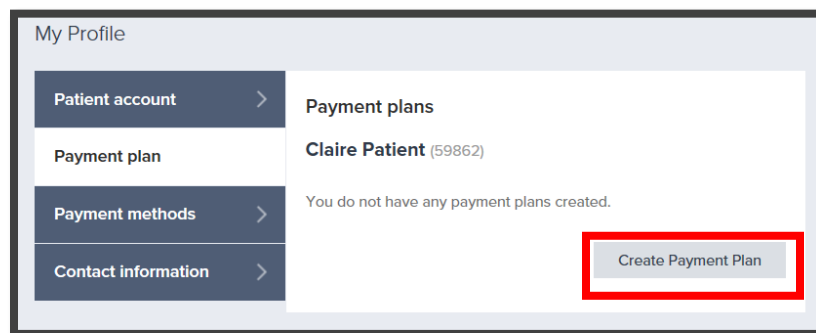 My Profile
Patient account
Payment plan
Payment methods
Contact information
Payment plans
Claire Patient (59862)
You do not have any payment plans created.
Create Payment Plan